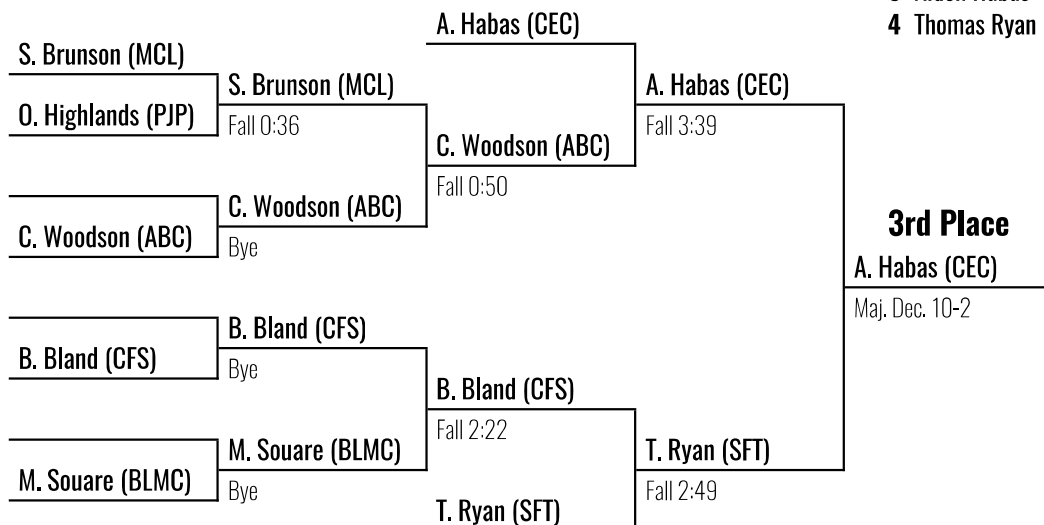 4 Thomas Ryan
A. Habas (CEC)
S. Brunson (MCL)
S. Brunson (MCL)
A. Habas (CEC)
O. Highlands (PJP)
Fall 0:36
Fall 3:39
C. Woodson (ABC)
Fall 0:50
C. Woodson (ABC)
3rd Place
C. Woodson (ABC)
Bye
A. Habas (CEC)
Maj. Dec. 10-2
B. Bland (CFS)
B. Bland (CFS)
Bye
B. Bland (CFS)
Fall 2:22
M. Souare (BLMC)
T. Ryan (SFT)
M. Souare (BLMC)
Bye
Fall 2:49
T. Ryan (SFT)